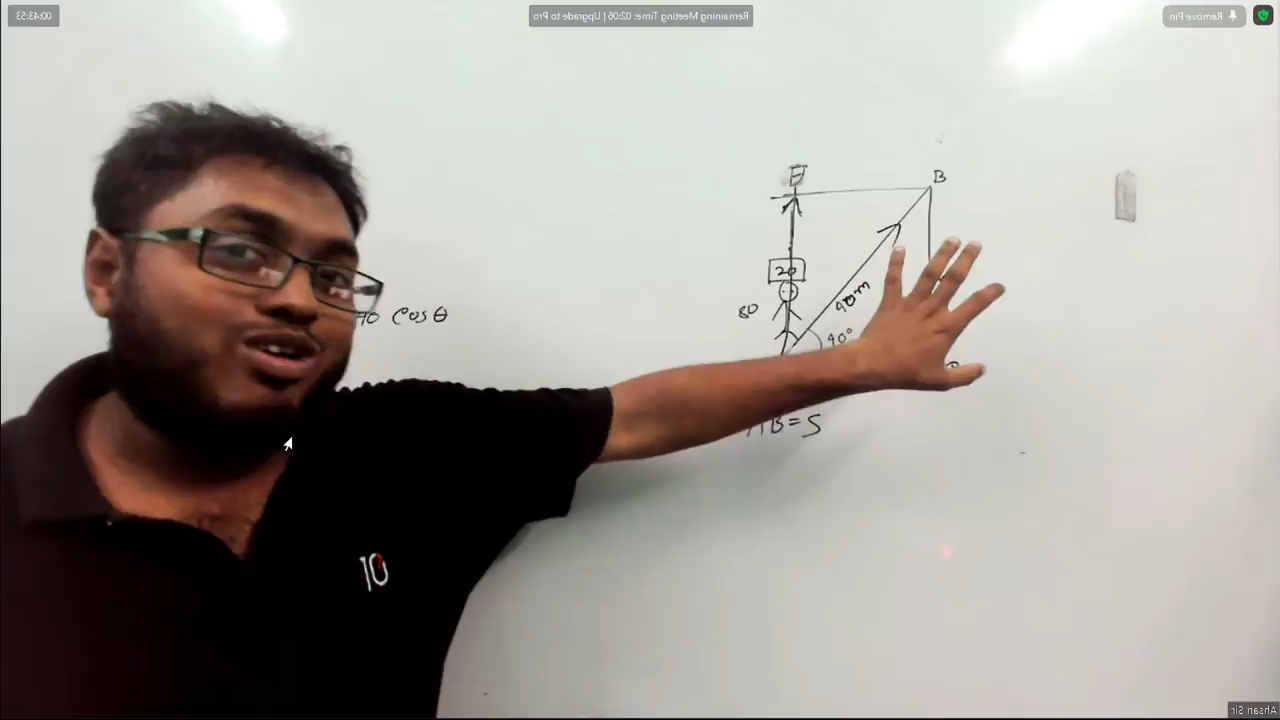 00:43:53
Remaining Meeting Time: 02:06 | Upgrade to Pro
Remove Pin
B
20
80
40°
cos θ
AB = S
10
Ahsan Sir